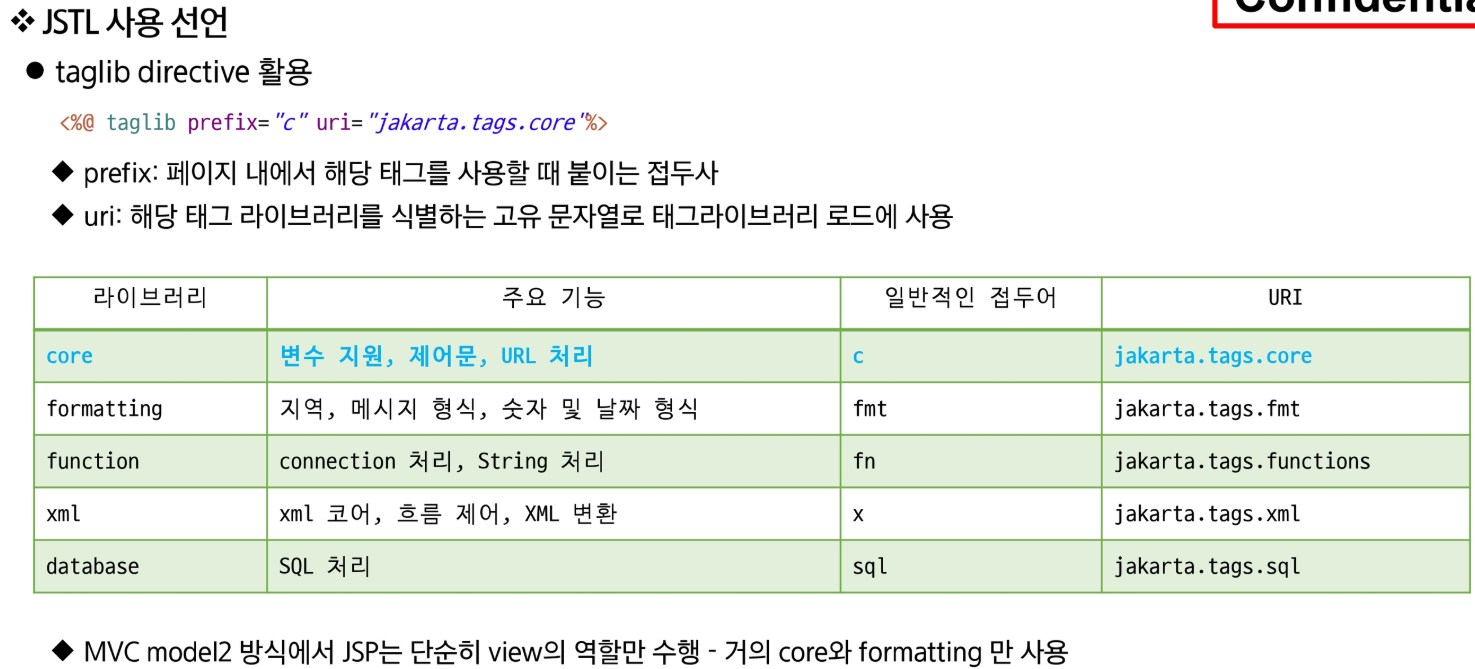 ❖ JSTL 사용 선언
● taglib directive 활용
<%@ taglib prefix="c" uri="jakarta.tags.core"%>
◆ prefix: 페이지 내에서 해당 태그를 사용할 때 붙이는 접두사
◆ uri: 해당 태그 라이브러리를 식별하는 고유 문자열로 태그라이브러리 로드에 사용
라이브러리 주요 기능 일반적인 접두어 URI
core 변수 지원, 제어문, URL 처리 c jakarta.tags.core
formatting 지역, 메시지 형식, 숫자 및 날짜 형식 fmt jakarta.tags.fmt
function connection 처리, String 처리 fn jakarta.tags.functions
xml xml 코어, 흐름 제어, XML 변환 x jakarta.tags.xml
database SQL 처리 sql jakarta.tags.sql
◆ MVC model2 방식에서 JSP는 단순히 view의 역할만 수행 - 거의 core와 formatting 만 사용